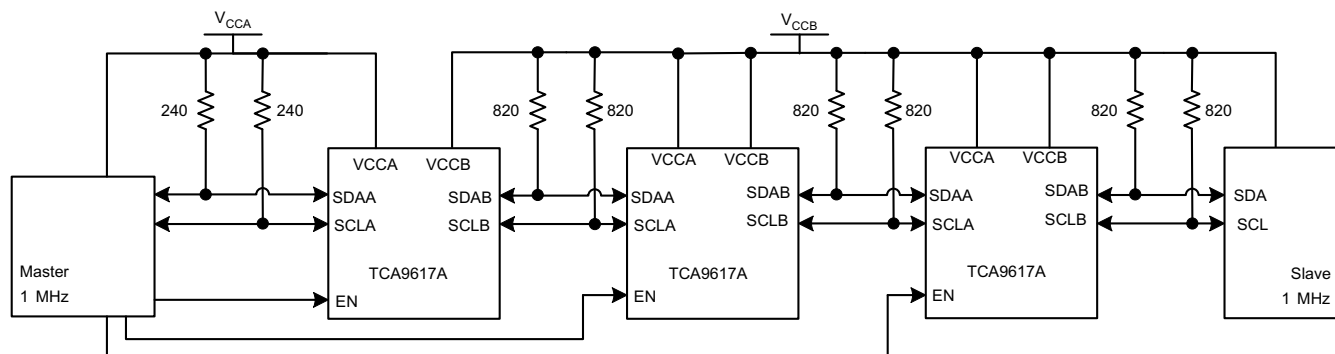 VCCA
VCCB
240
240
820
820
820
820
820
820
VCCA VCCB
VCCA VCCB
VCCA VCCB
SDAA
SDAB
SDAA
SDAB
SDAA
SDAB
SDA
SCLA
SCLB
SCLA
SCLB
SCLA
SCLB
SCL
Master
1 MHz
TCA9617A
TCA9617A
TCA9617A
Slave
1 MHz
EN
EN
EN